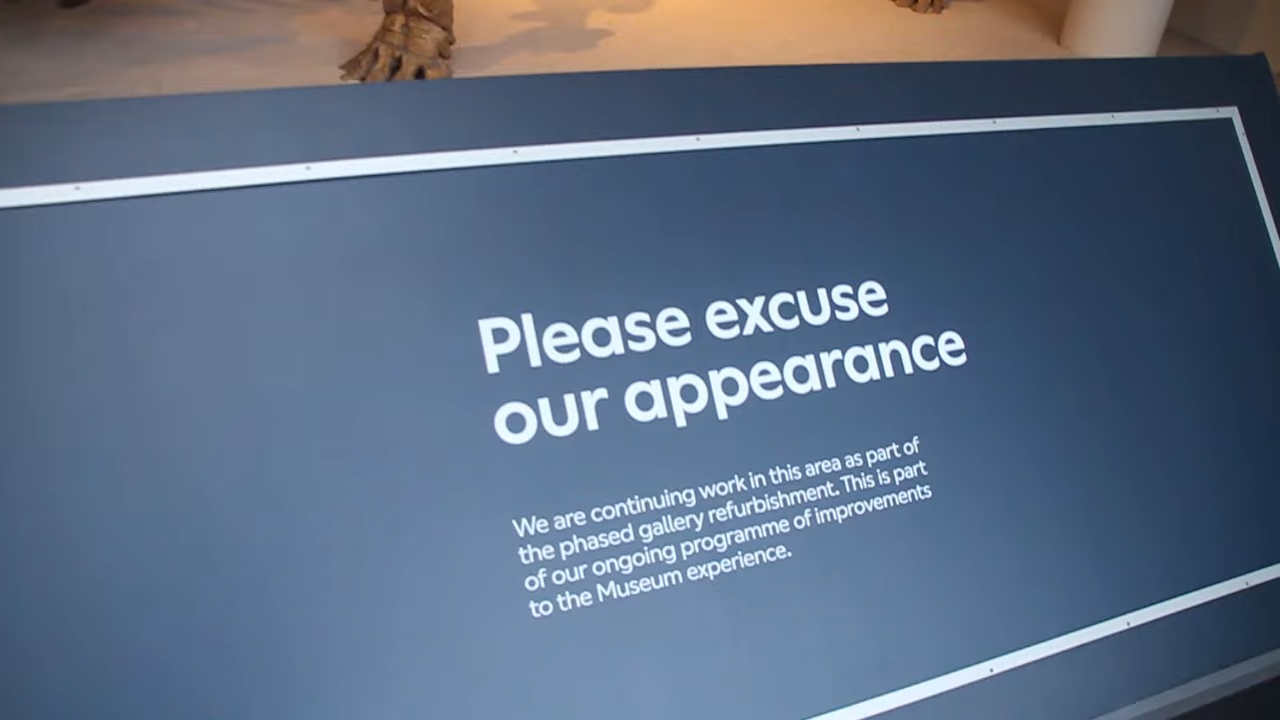 Please excuse
our appearance
We are continuing work in this area as part of
the phased gallery refurbishment. This is part
of our ongoing programme of improvements
to the Museum experience.